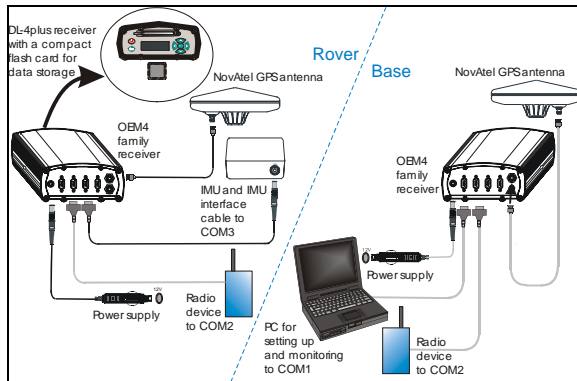 DL-4plus receiver
with a compact
flash card for
data storage
Rover
Base
NovAtel GPS antenna
NovAtel GPS antenna
OEM4
family
receiver
OEM4
family
receiver
IMU and IMU
interface
cable to
COM3
12V
Power supply
Radio
device
to COM2
12V
Power supply
PC for
setting up
and monitoring
to COM1
Radio
device
to COM2